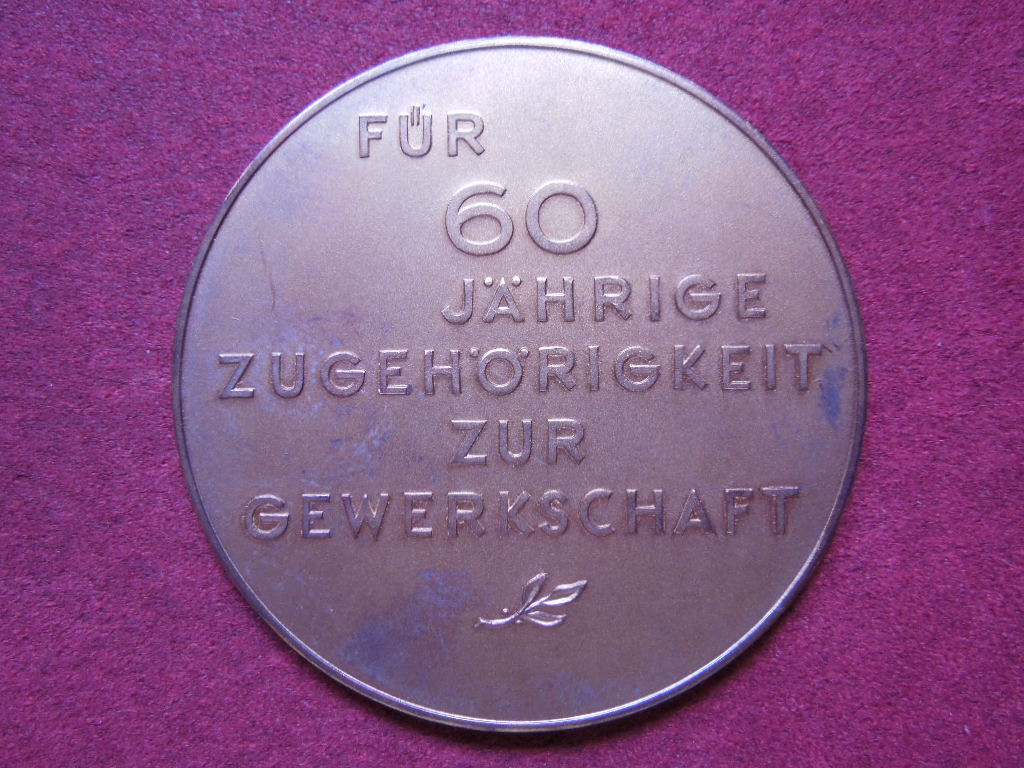 FÜR
60
JÄHRIGE
ZUGEHÖRIGKEIT
ZUR
GEWERKSCHAFT